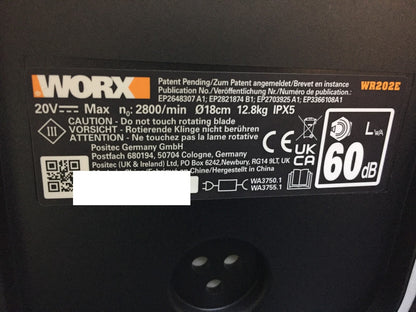 WORX
Patent Pending/Zum Patent angemeldet/Brevet en instance
Publication No./Veröffentlichung Nr./Numéro de publication:
EP2648307 A1; EP2821874 B1; EP2703925 A1; EP3366108A1
WR202E
20V Max n₀: 2800/min Ø18cm 12.8kg IPX5
CAUTION - Do not touch rotating blade
VORSICHT - Rotierende Klinge nicht berühren
ATTENTION - Ne touchez pas la lame rotative
III
Positec Germany GmbH
Postfach 680194, 50704 Cologne, Germany
Positec (UK & Ireland) Ltd, PO Box 6242, Newbury, RG14 9LT, UK
in China/Fabriqué en Chine/Hergestellt in China
WA3750.1
WA3755.1
CE
UK
CA
LWA
60
dB